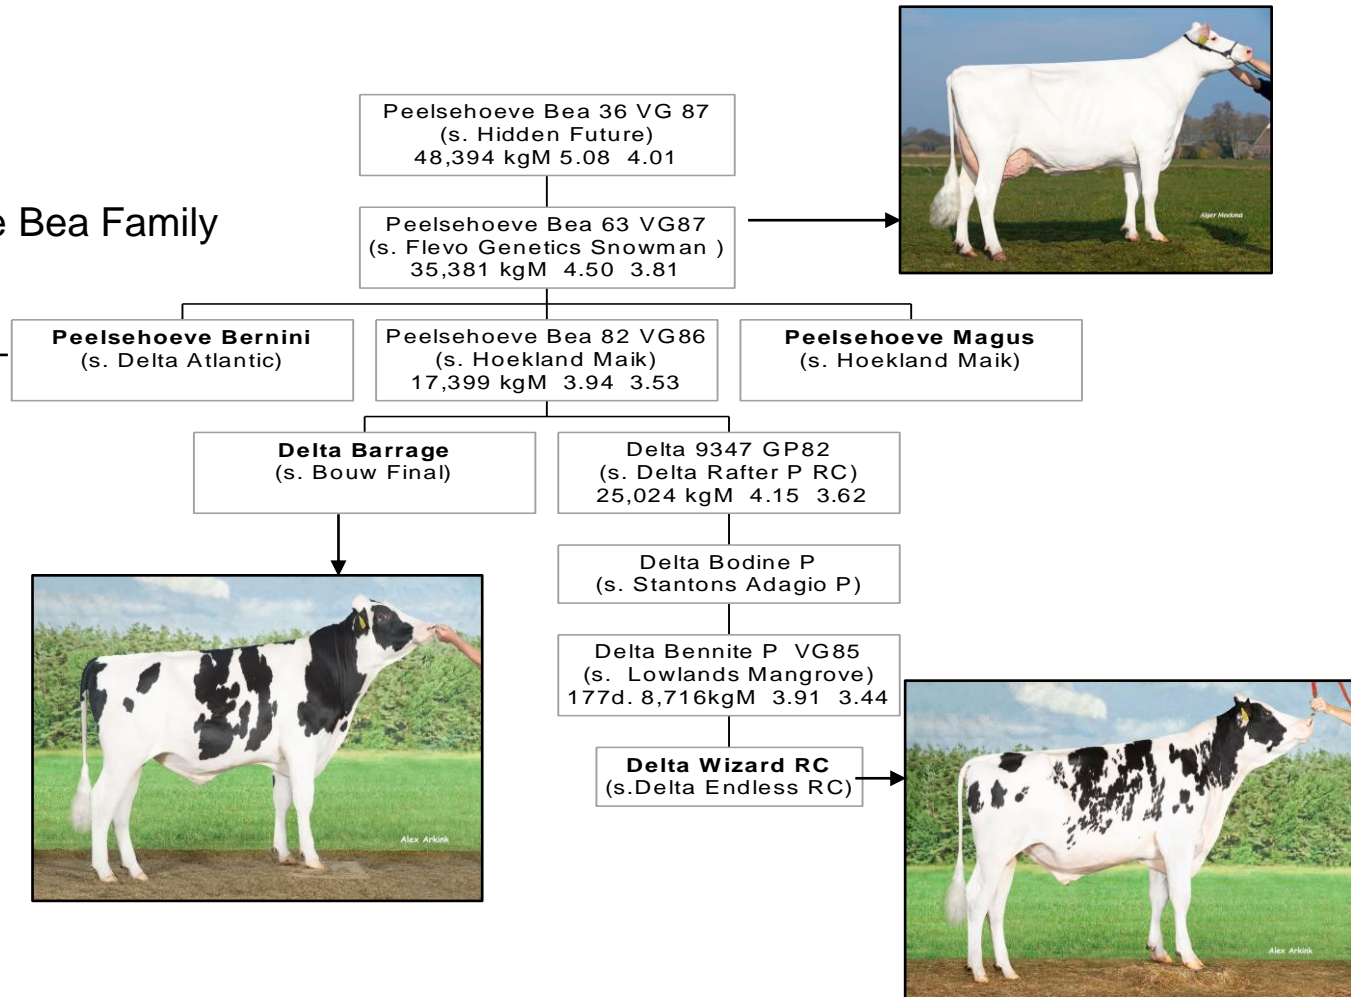 Peelsehoeve Bea 36 VG 87
(s. Hidden Future)
48,394 kgM 5.08 4.01
e Bea Family
Peelsehoeve Bea 63 VG87
(s. Flevo Genetics Snowman )
35,381 kgM 4.50 3.81
Alger Meekma
Peelsehoeve Bernini
(s. Delta Atlantic)
Peelsehoeve Bea 82 VG86
(s. Hoekland Maik)
17,399 kgM 3.94 3.53
Peelsehoeve Magus
(s. Hoekland Maik)
Delta Barrage
(s. Bouw Final)
Delta 9347 GP82
(s. Delta Rafter P RC)
25,024 kgM 4.15 3.62
Delta Bodine P
(s. Stantons Adagio P)
Delta Bennite P VG85
(s. Lowlands Mangrove)
177d. 8,716kgM 3.91 3.44
Delta Wizard RC
(s.Delta Endless RC)
Alex Arkink
Alex Arkink